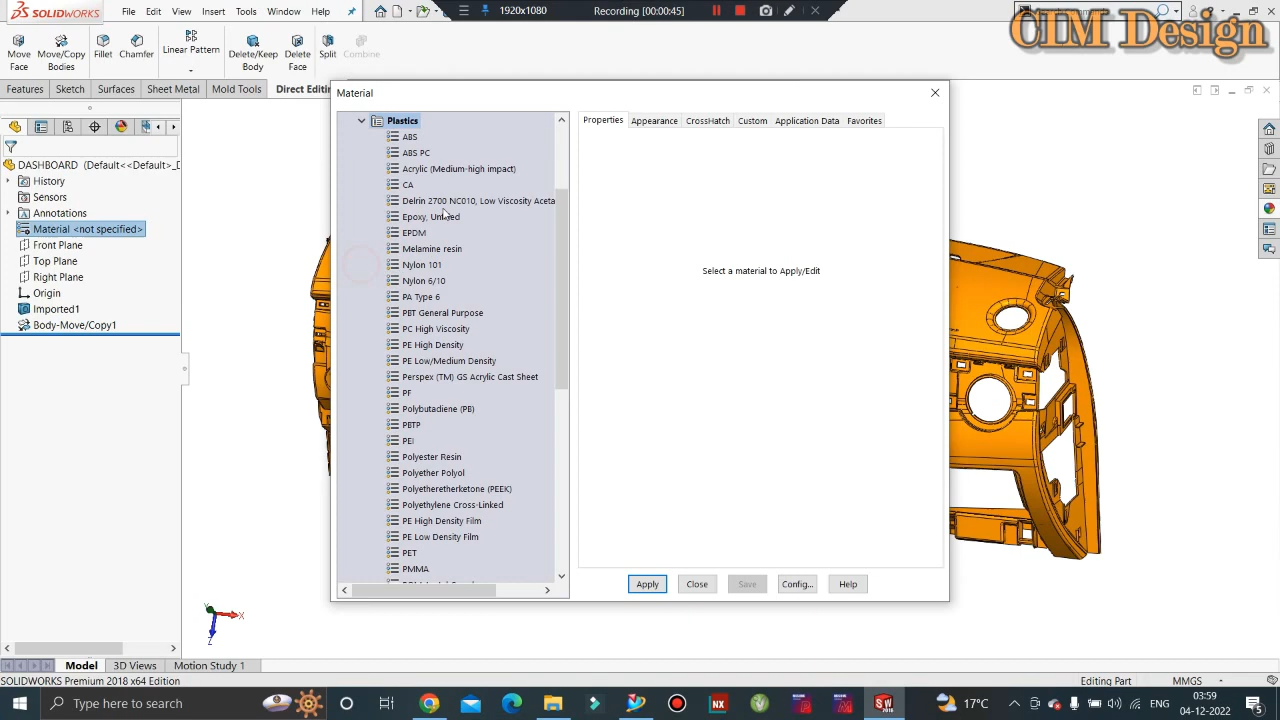 SOLIDWORKS File Edit View Insert Tools Window Help
1920x1080 Recording [00:00:45]
CIM Design
Move Face Move/Copy Bodies Fillet Chamfer Linear Pattern Delete/Keep Body Delete Face Split Combine
Features Sketch Surfaces Sheet Metal Mold Tools Direct Editing
Material
DASHBOARD (Default<<Default>_D
History
Sensors
Annotations
Material <not specified>
Front Plane
Top Plane
Right Plane
Origin
Imported1
Body-Move/Copy1
Plastics
ABS
ABS PC
Acrylic (Medium-high impact)
CA
Delrin 2700 NC010, Low Viscosity Aceta
EPDM
Melamine resin
Nylon 101
Nylon 6/10
PA Type 6
PBT General Purpose
PC High Viscosity
PE High Density
PE Low/Medium Density
Perspex (TM) GS Acrylic Cast Sheet
PF
Polybutadiene (PB)
PBTP
PEI
Polyester Resin
Polyether Polyol
Polyetheretherketone (PEEK)
Polyethylene Cross-Linked
PE High Density Film
PE Low Density Film
PET
PMMA
Properties Appearance CrossHatch Custom Application Data Favorites
Select a material to Apply/Edit
Apply Close Save Config... Help
Model 3D Views Motion Study 1
SOLIDWORKS Premium 2018 x64 Edition Editing Part MMGS
Type here to search 17°C ENG 03:59
04-12-2022